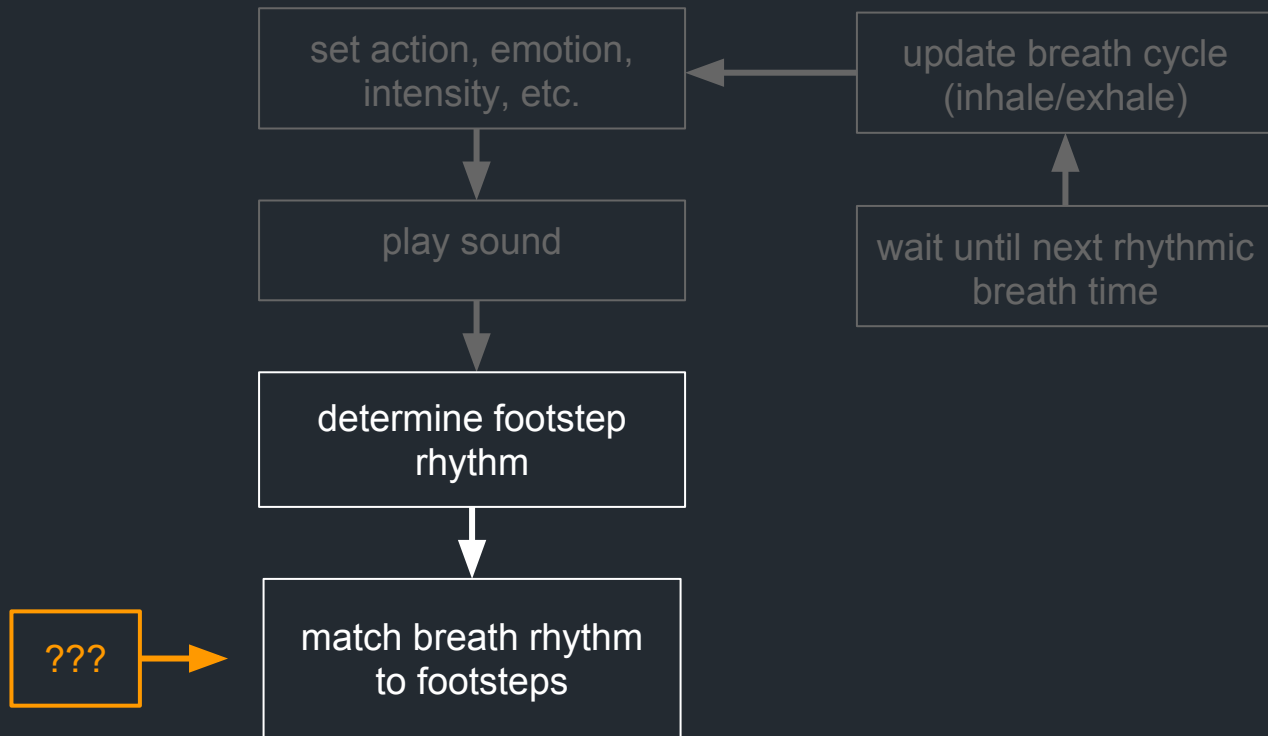 set action, emotion,
intensity, etc.
update breath cycle
(inhale/exhale)
play sound
wait until next rhythmic
breath time
determine footstep
rhythm
???
match breath rhythm
to footsteps